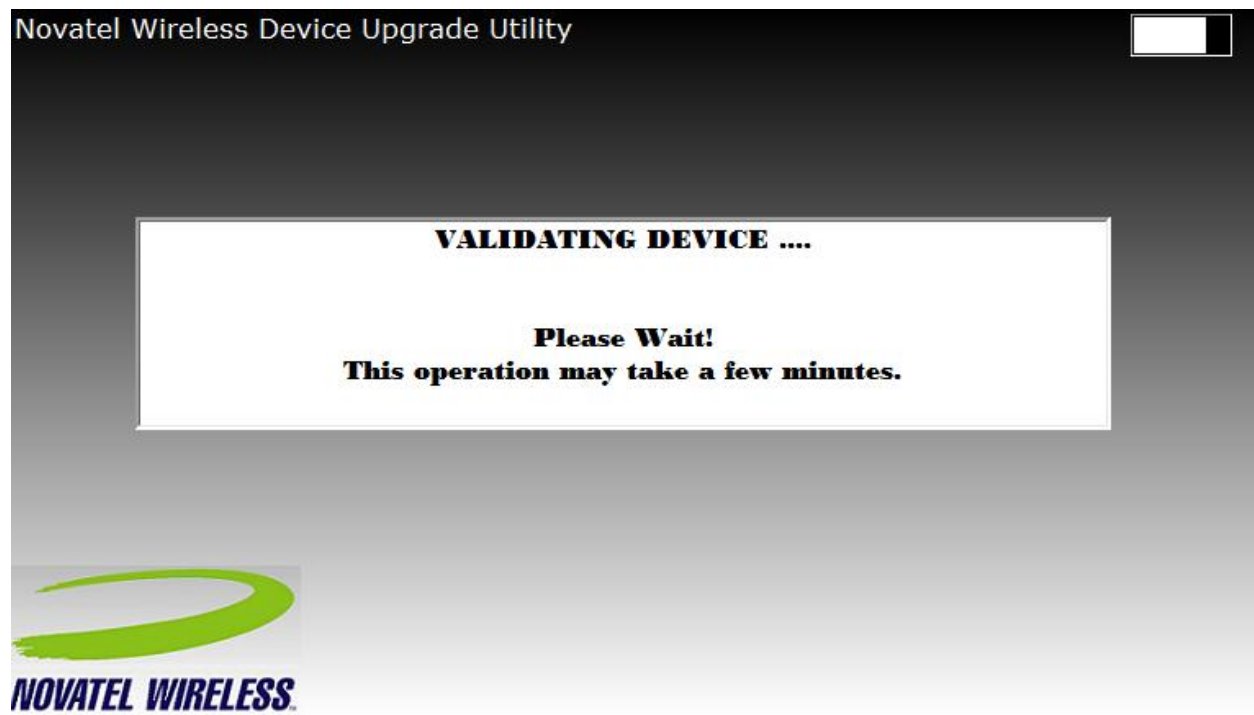 Novatel Wireless Device Upgrade Utility
VALIDATING DEVICE ....
Please Wait!
This operation may take a few minutes.
NOVATEL WIRELESS.